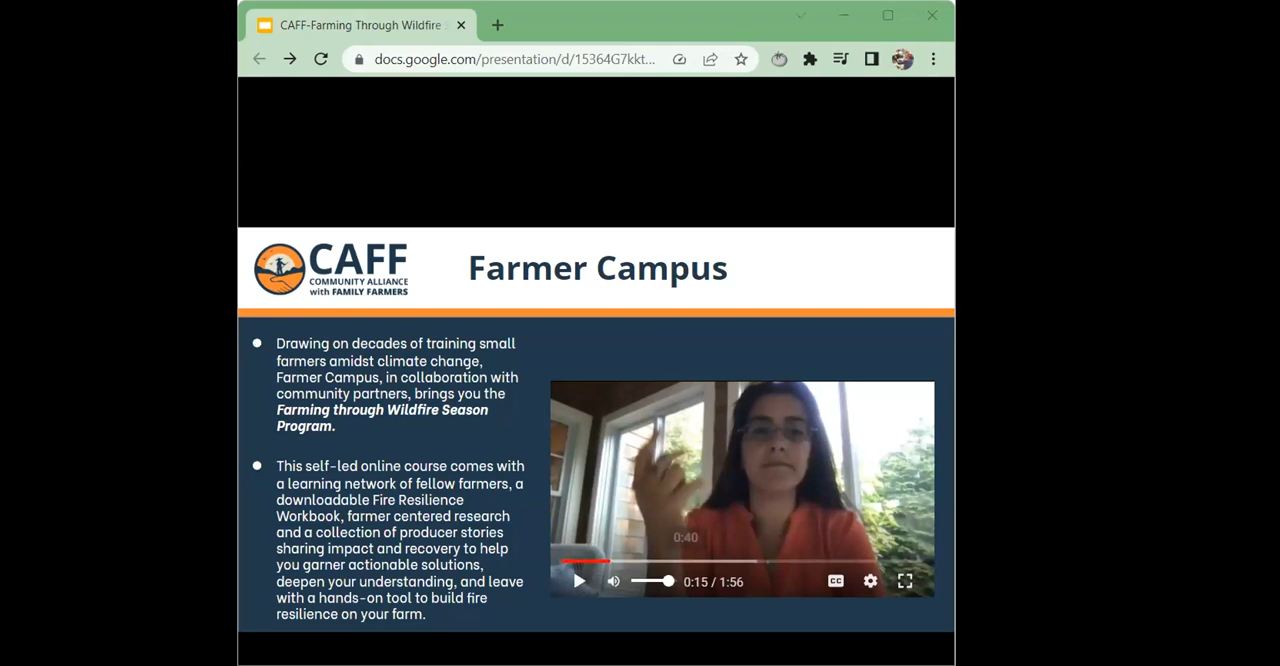 CAFF-Farming Through Wildfire
docs.google.com/presentation/d/15364G7kkt...
CAFF
COMMUNITY ALLIANCE
with FAMILY FARMERS
Farmer Campus
Drawing on decades of training small
farmers amidst climate change,
Farmer Campus, in collaboration with
community partners, brings you the
Farming through Wildfire Season
Program.
This self-led online course comes with
a learning network of fellow farmers, a
downloadable Fire Resilience
Workbook, farmer centered research
and a collection of producer stories
sharing impact and recovery to help
you garner actionable solutions,
deepen your understanding, and leave
with a hands-on tool to build fire
resilience on your farm.
0:40
0:15 / 1:56
CC